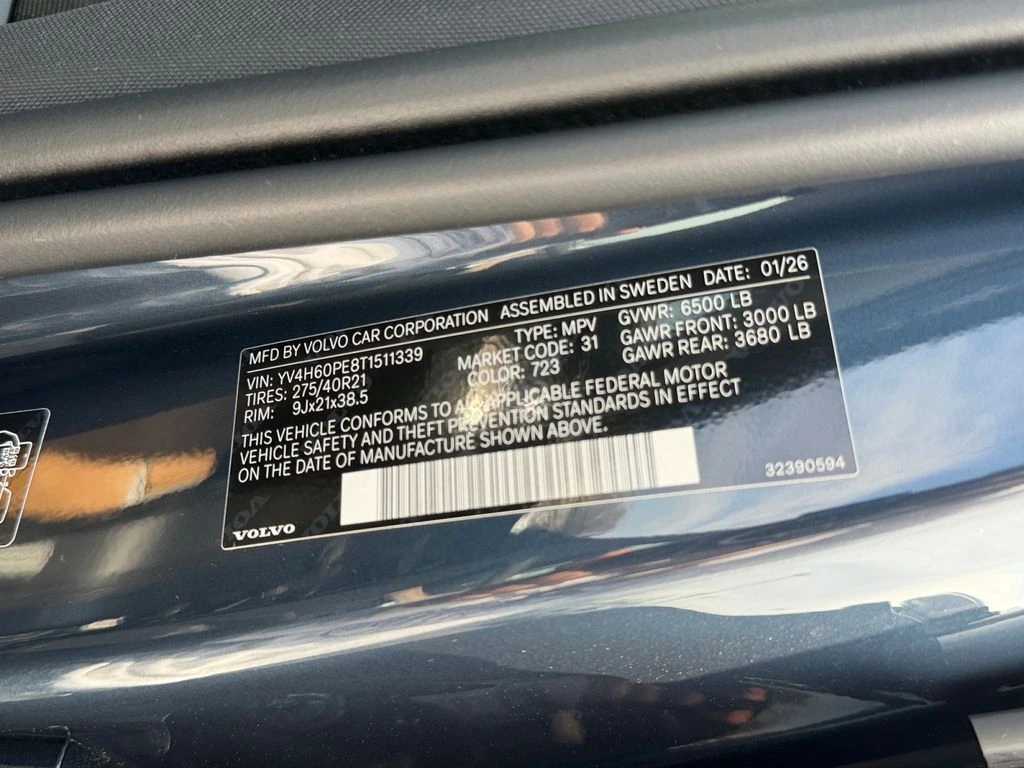 MFD BY VOLVO CAR CORPORATION ASSEMBLED IN SWEDEN DATE: 01/26
VIN: YV4H60PE8T1511339 TYPE: MPV GVWR: 6500 LB
TIRES: 275/40R21 MARKET CODE: 31 GAWR FRONT: 3000 LB
RIM: 9Jx21x38.5 COLOR: 723 GAWR REAR: 3680 LB
THIS VEHICLE CONFORMS TO ALL APPLICABLE FEDERAL MOTOR
VEHICLE SAFETY AND THEFT PREVENTION STANDARDS IN EFFECT
ON THE DATE OF MANUFACTURE SHOWN ABOVE.
32390594
VOLVO